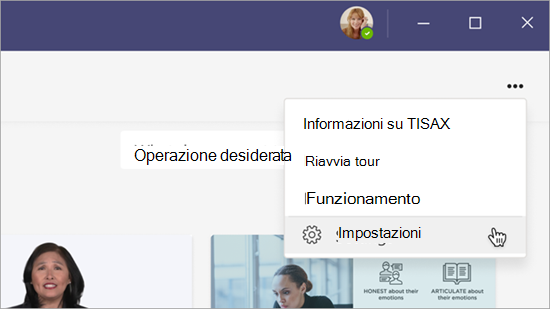 Informazioni su TISAX
Operazione desiderata
Riavvia tour
Funzionamento
Impostazioni
HONEST about their
emotions
ARTICULATE about
their emotions